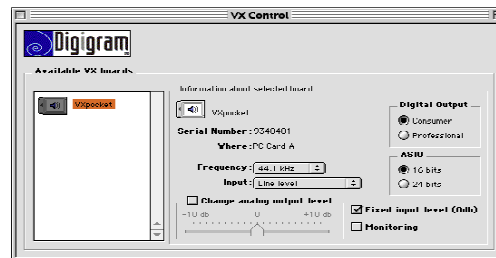 VX Control
Digigram
Available VX boards
VXpocket
Information about selected board
VXpocket
Serial Number: 9340401
Where: PC Card A
Frequency: 44.1 kHz
Input: Line level
Change analog output level
-10 db 0 +10 db
Digital Output
Consumer
Professional
ASIO
16 bits
24 bits
Fixed input level (0db)
Monitoring